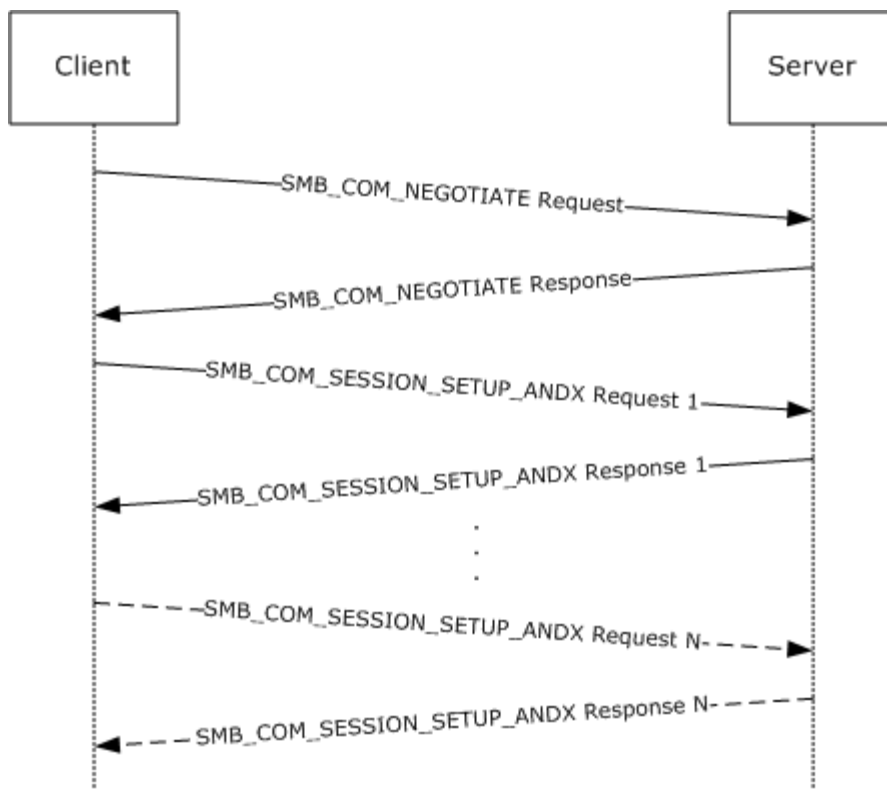 Client
Server
SMB_COM_NEGOTIATE Request
SMB_COM_NEGOTIATE Response
SMB_COM_SESSION_SETUP_ANDX Request 1
SMB_COM_SESSION_SETUP_ANDX Response 1
.
.
.
SMB_COM_SESSION_SETUP_ANDX Request N
SMB_COM_SESSION_SETUP_ANDX Response N